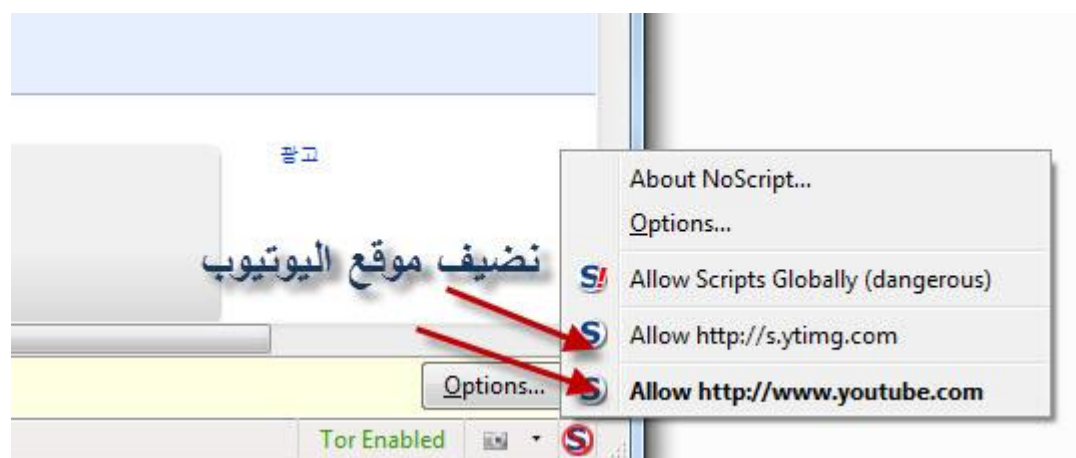 광고
About NoScript...
Options...
نضيف موقع اليوتيوب
Allow Scripts Globally (dangerous)
Allow http://s.ytimg.com
Options...
Allow http://www.youtube.com
Tor Enabled